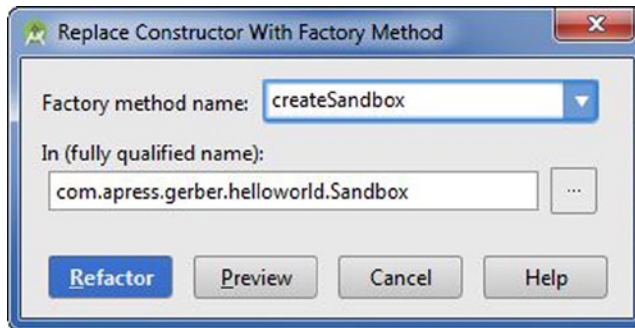 Replace Constructor With Factory Method
Factory method name: createSandbox
In (fully qualified name):
com.apress.gerber.helloworld.Sandbox ...
Refactor Preview Cancel Help